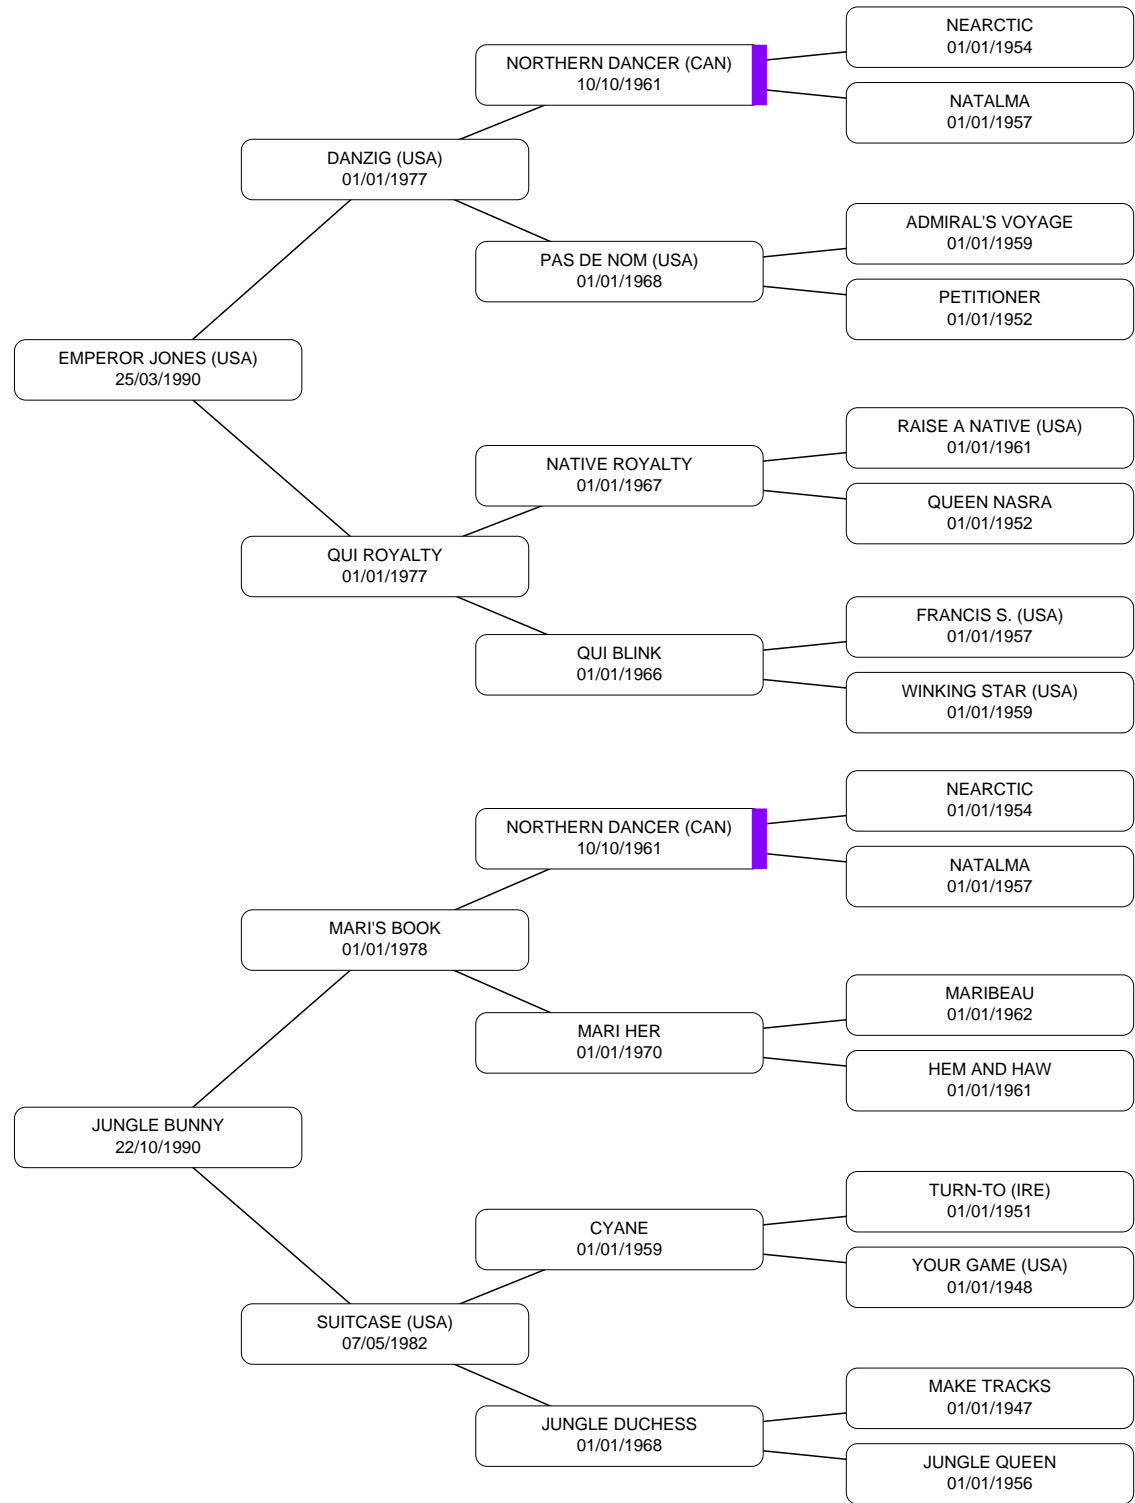 NEARCTIC
01/01/1954
NORTHERN DANCER (CAN)
10/10/1961
NATALMA
01/01/1957
DANZIG (USA)
01/01/1977
ADMIRAL'S VOYAGE
01/01/1959
PAS DE NOM (USA)
01/01/1968
PETITIONER
01/01/1952
EMPEROR JONES (USA)
25/03/1990
RAISE A NATIVE (USA)
01/01/1961
NATIVE ROYALTY
01/01/1967
QUEEN NASRA
01/01/1952
QUI ROYALTY
01/01/1977
FRANCIS S. (USA)
01/01/1957
QUI BLINK
01/01/1966
WINKING STAR (USA)
01/01/1959
NEARCTIC
01/01/1954
NORTHERN DANCER (CAN)
10/10/1961
NATALMA
01/01/1957
MARI'S BOOK
01/01/1978
MARIBEAU
01/01/1962
MARI HER
01/01/1970
HEM AND HAW
01/01/1961
JUNGLE BUNNY
22/10/1990
TURN-TO (IRE)
01/01/1951
CYANE
01/01/1959
YOUR GAME (USA)
01/01/1948
SUITCASE (USA)
07/05/1982
MAKE TRACKS
01/01/1947
JUNGLE DUCHESS
01/01/1968
JUNGLE QUEEN
01/01/1956